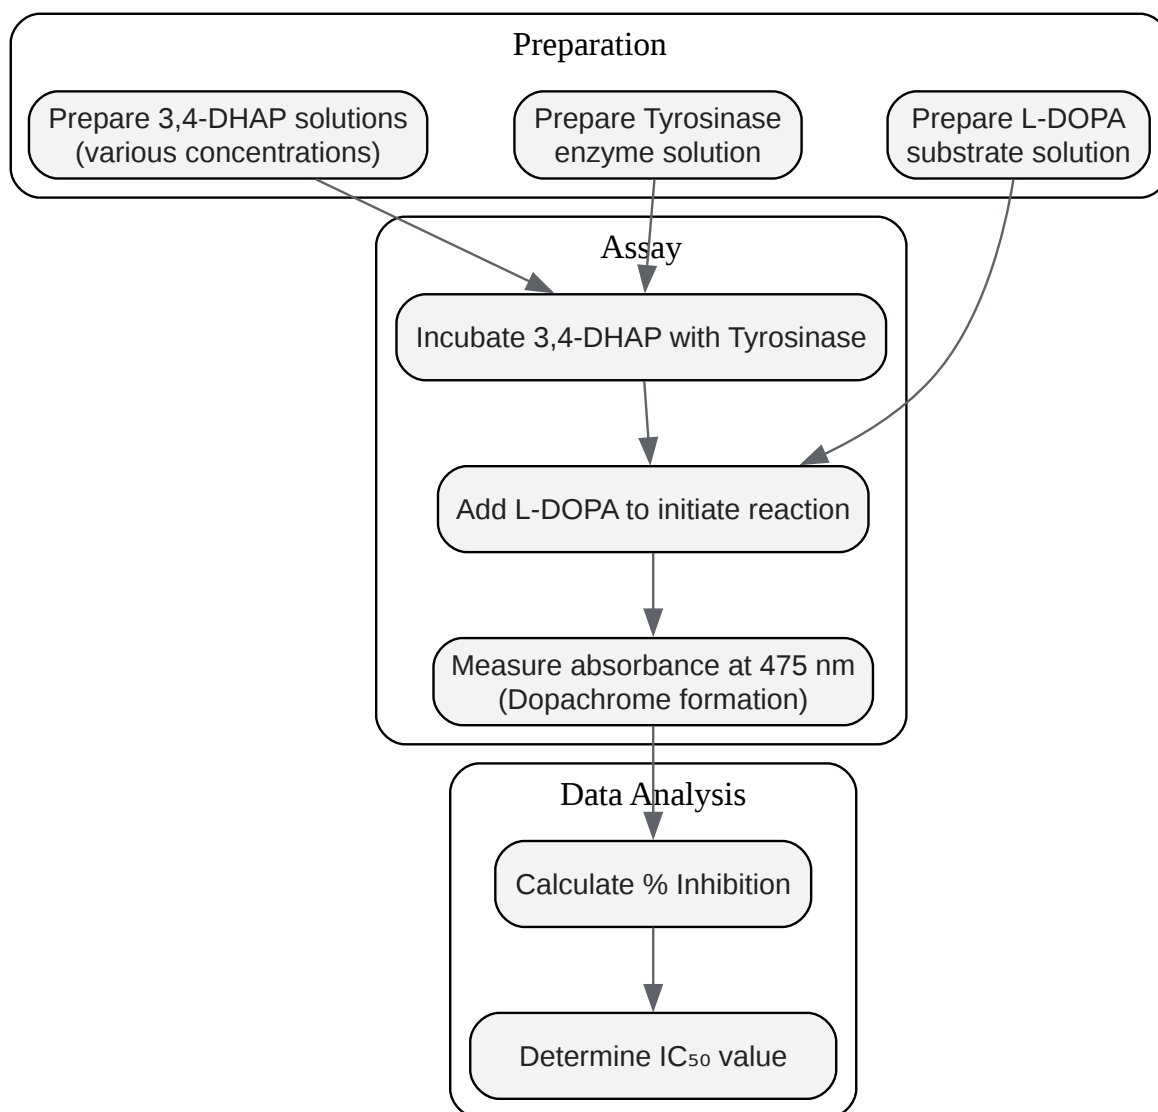 Preparation
Prepare 3,4-DHAP solutions
(various concentrations)
Prepare Tyrosinase
enzyme solution
Prepare L-DOPA
substrate solution
Assay
Incubate 3,4-DHAP with Tyrosinase
Add L-DOPA to initiate reaction
Measure absorbance at 475 nm
(Dopachrome formation)
Data Analysis
Calculate % Inhibition
Determine IC₅₀ value